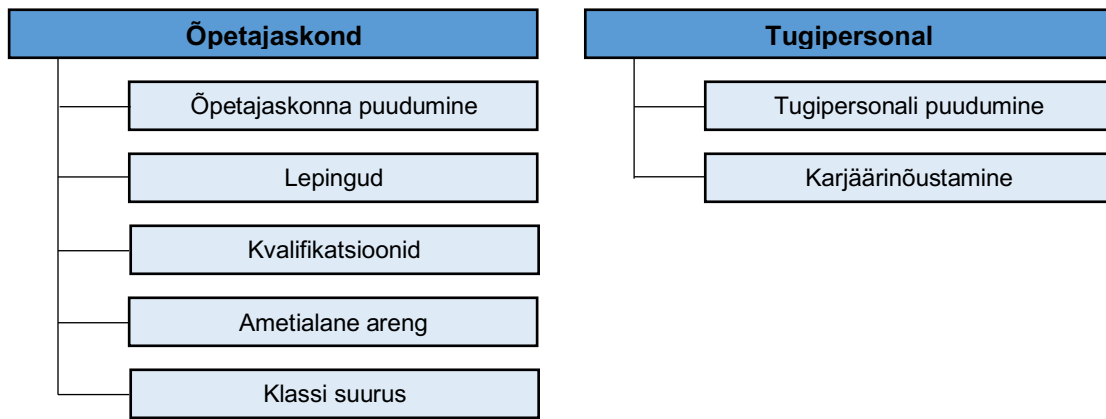 Õpetajaskond
Õpetajaskonna puudumine
Lepingud
Kvalifikatsioonid
Ametialane areng
Klassi suurus
Tugipersonal
Tugipersonali puudumine
Karjäärinõustamine